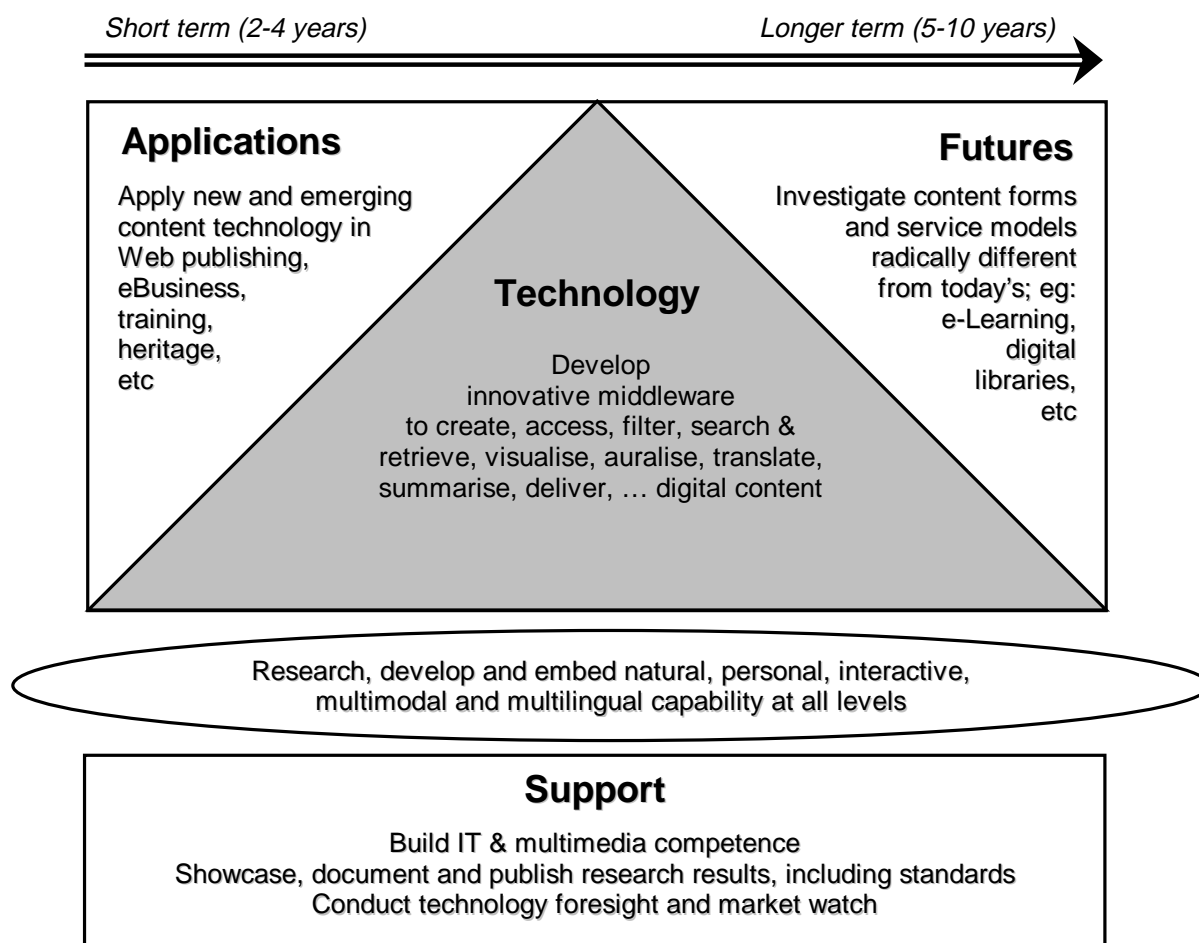 Short term (2-4 years)
Longer term (5-10 years)
Applications
Apply new and emerging
content technology in
Web publishing,
eBusiness,
training,
heritage,
etc
Technology
Develop
innovative middleware
to create, access, filter, search &
retrieve, visualise, auralise, translate,
summarise, deliver, … digital content
Futures
Investigate content forms
and service models
radically different
from today's; eg:
e-Learning,
digital
libraries,
etc
Research, develop and embed natural, personal, interactive,
multimodal and multilingual capability at all levels
Support
Build IT & multimedia competence
Showcase, document and publish research results, including standards
Conduct technology foresight and market watch